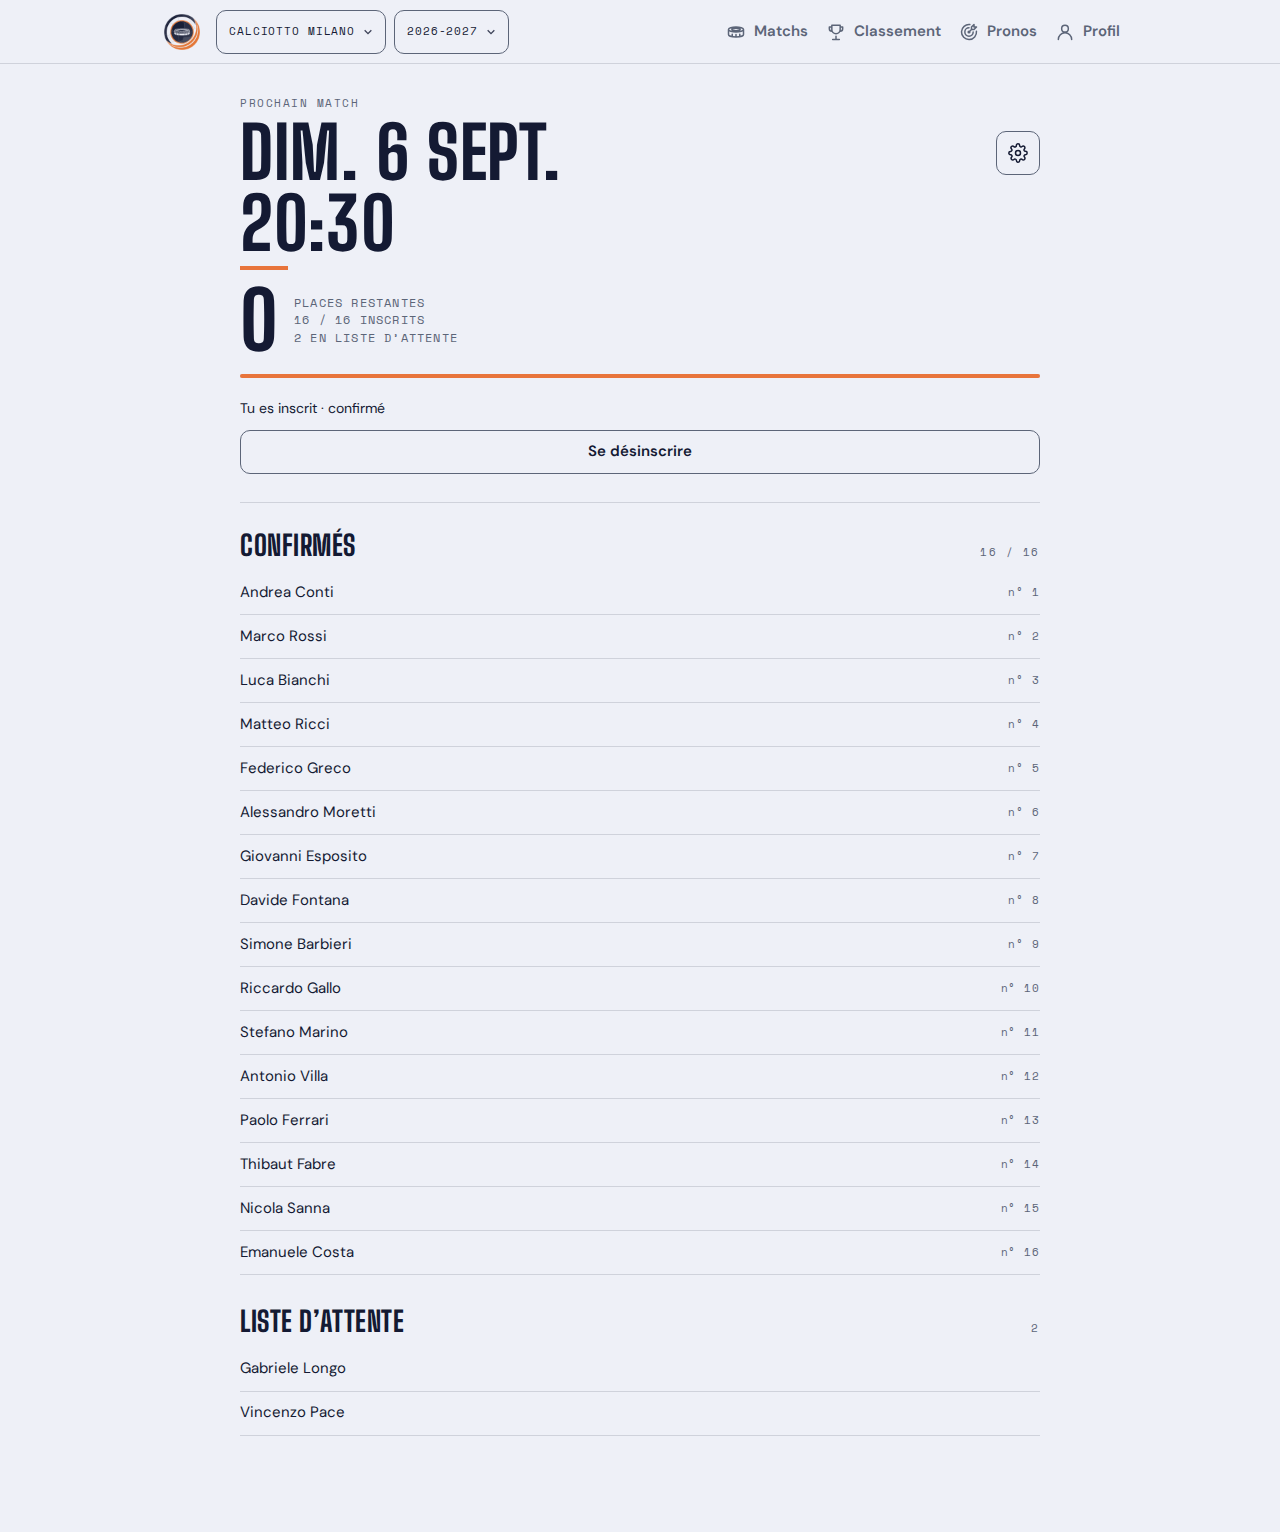 CALCIOTTO MILANO
2026-2027
Matchs
Classement
Pronos
Profil
PROCHAIN MATCH
DIM. 6 SEPT.
20:30
0
PLACES RESTANTES
16 / 16 INSCRITS
2 EN LISTE D'ATTENTE
Tu es inscrit · confirmé
Se désinscrire
CONFIRMÉS
16 / 16
Andrea Conti
n° 1
Marco Rossi
n° 2
Luca Bianchi
n° 3
Matteo Ricci
n° 4
Federico Greco
n° 5
Alessandro Moretti
n° 6
Giovanni Esposito
n° 7
Davide Fontana
n° 8
Simone Barbieri
n° 9
Riccardo Gallo
n° 10
Stefano Marino
n° 11
Antonio Villa
n° 12
Paolo Ferrari
n° 13
Thibaut Fabre
n° 14
Nicola Sanna
n° 15
Emanuele Costa
n° 16
LISTE D’ATTENTE
2
Gabriele Longo
Vincenzo Pace